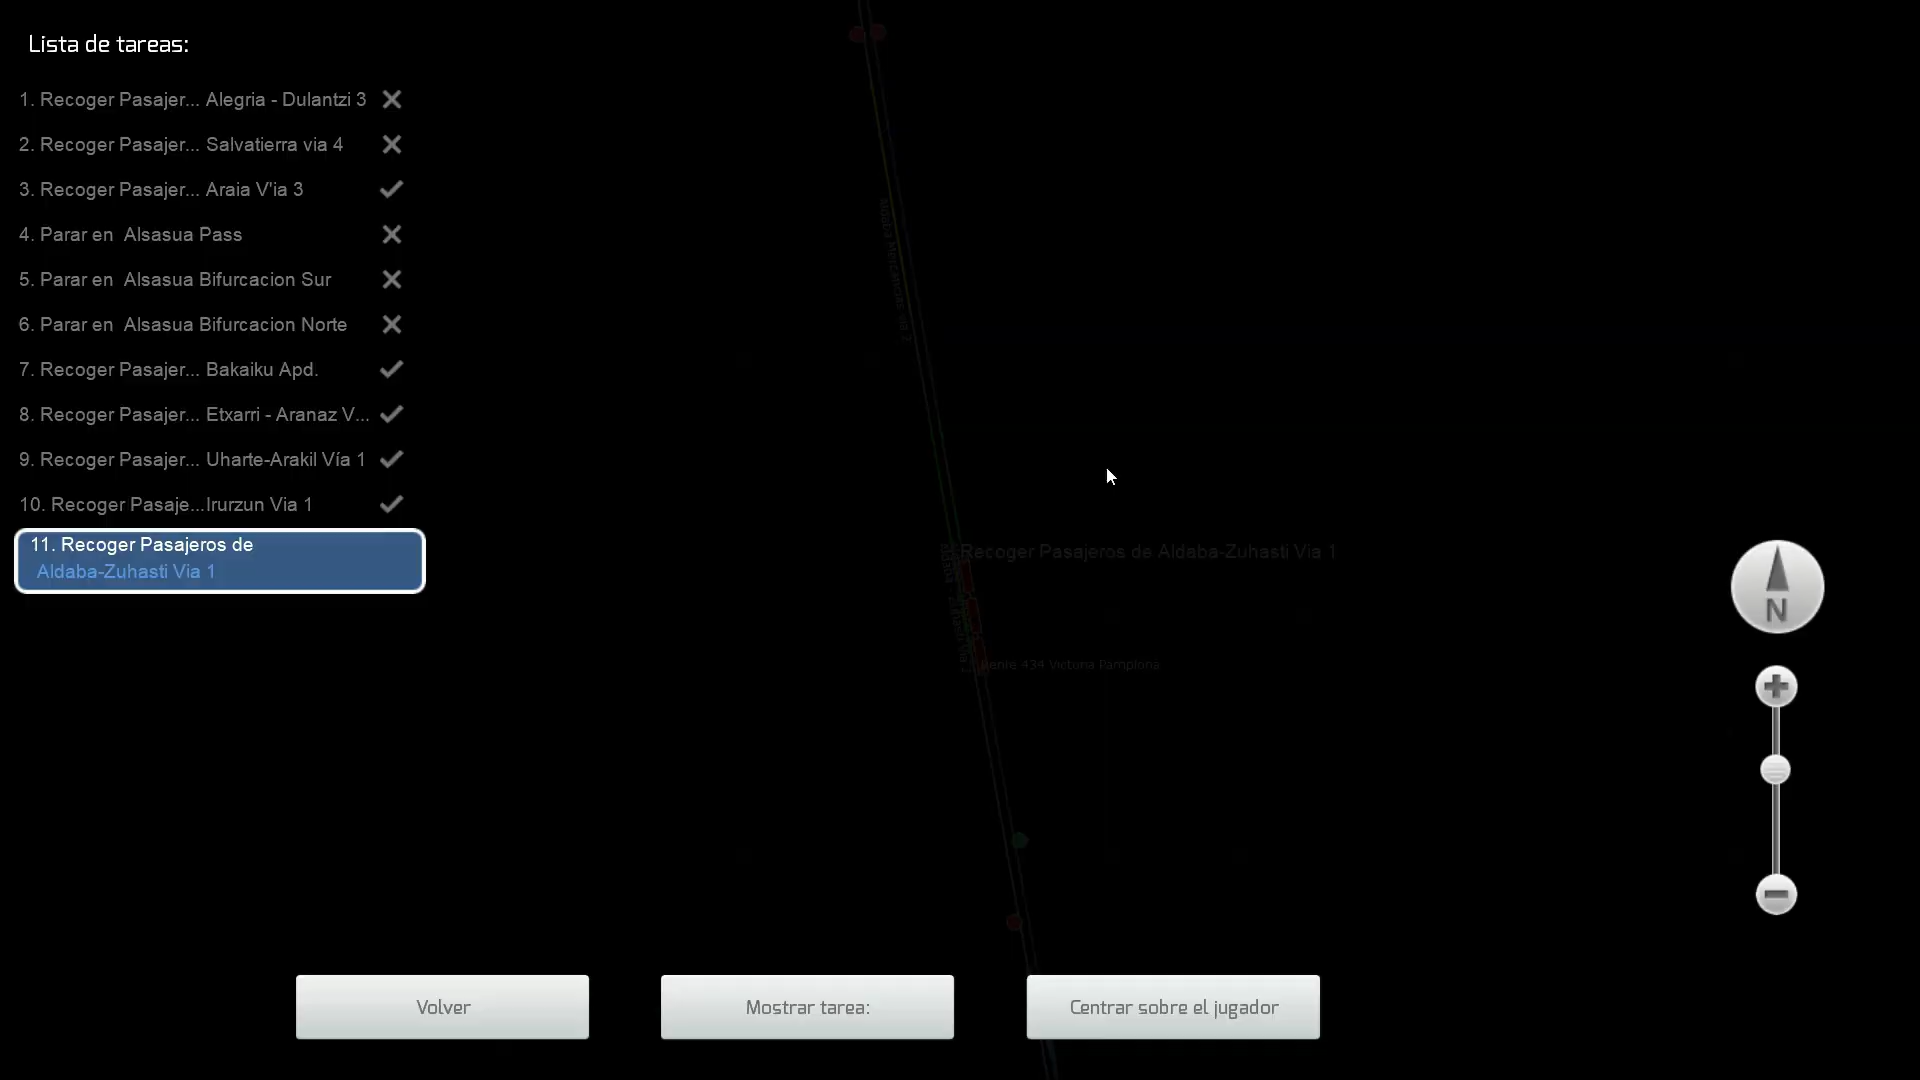 Lista de tareas:
1. Recoger Pasajer... Alegria - Dulantzi 3
2. Recoger Pasajer... Salvatierra via 4
3. Recoger Pasajer... Araia V'ia 3
4. Parar en  Alsasua Pass
5. Parar en  Alsasua Bifurcacion Sur
6. Parar en  Alsasua Bifurcacion Norte
7. Recoger Pasajer... Bakaiku Apd.
8. Recoger Pasajer... Etxarri - Aranaz V...
9. Recoger Pasajer... Uharte-Arakil Vía 1
10. Recoger Pasaje...Irurzun Via 1
11. Recoger Pasajeros de
Aldaba-Zuhasti Via 1
Recoger Pasajeros de Aldaba-Zuhasti Via 1
Renfe 434 Victoria Pamplona
N
Volver
Mostrar tarea:
Centrar sobre el jugador